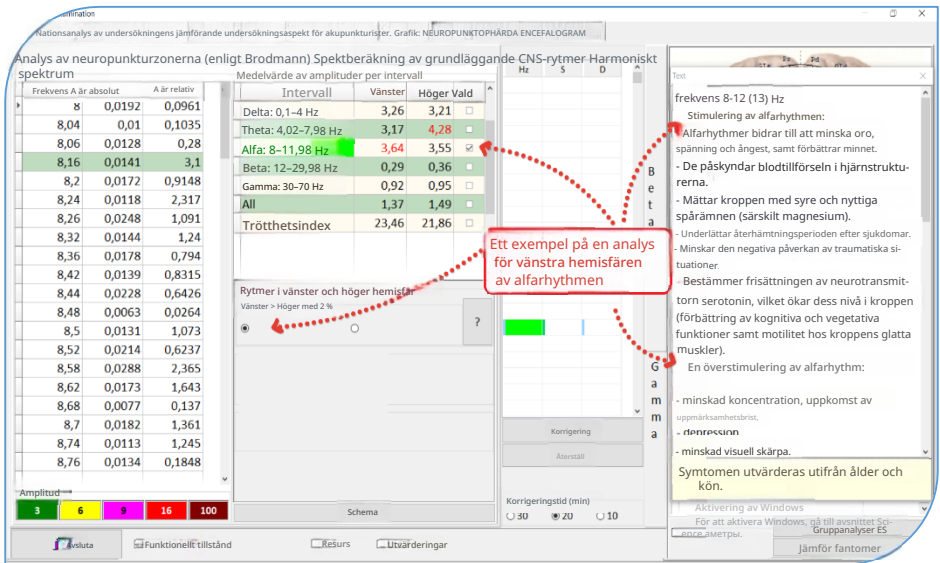 mination
Nationsanalys av undersökningens jämförande undersökningsaspekt för akupunkturister. Grafik: NEUROPUNKTOPHÄRDA ENCEFALOGRAM
Analys av neuropunkturzonerna (enligt Brodmann) Spektberäkning av grundläggande CNS-rytmer Harmoniskt
spektrum
Frekvens A är absolut A är relativ
8 0,0192 0,0961
8,04 0,01 0,1035
8,06 0,0128 0,28
8,16 0,0141 3,1
8,2 0,0172 0,9148
8,24 0,0118 2,317
8,26 0,0248 1,091
8,32 0,0144 1,24
8,36 0,0178 0,794
8,42 0,0139 0,8315
8,44 0,0228 0,6426
8,48 0,0063 0,0264
8,5 0,0131 1,073
8,52 0,0214 0,6237
8,58 0,0288 2,365
8,62 0,0173 1,643
8,68 0,0077 0,137
8,7 0,0182 1,361
8,74 0,0113 1,245
8,76 0,0134 0,1848
Amplitud
3 6 9 16 100
Medelvärde av amplituder per intervall
Intervall Vänster Höger Vald
Delta: 0,1–4 Hz 3,26 3,21
Theta: 4,02–7,98 Hz 3,17 4,28
Alfa: 8–11,98 Hz 3,64 3,55
Beta: 12–29,98 Hz 0,29 0,36
Gamma: 30–70 Hz 0,92 0,95
All 1,37 1,49
Trötthetsindex 23,46 21,86
Rytmer i vänster och höger hemisfär
Vänster > Höger med 2 %
?
Schema
Ett exempel på en analys
för vänstra hemisfären
av alfarhythmen
Hz S D
B
e
t
a
G
a
m
m
a
Korrigering
Återställ
Korrigeringstid (min)
30 20 10
Fs Fd
Text
frekvens 8-12 (13) Hz
Stimulering av alfarhythmen:
- Alfarhythmer bidrar till att minska oro,
spänning och ångest, samt förbättrar minnet.
- De påskyndar blodtillförseln i hjärnstruktu-
rerna.
- Mättar kroppen med syre och nyttiga
spårämnen (särskilt magnesium).
- Underlättar återhämtningsperioden efter sjukdomar.
- Minskar den negativa påverkan av traumatiska si-
tuationer
- Bestämmer frisättningen av neurotransmit-
torn serotonin, vilket ökar dess nivå i kroppen
(förbättring av kognitiva och vegetativa
funktioner samt motilitet hos kroppens glatta
muskler).
En överstimulering av alfarhythm:
- minskad koncentration, uppkomst av
uppmärksamhetsbrist,
- depression
- minskad visuell skärpa.
Symtomen utvärderas utifrån ålder och
kön.
Aktivering av Windows
För att aktivera Windows, gå till avsnittet Sci-
ence аметры.
Gruppanalyser ES
Jämför fantomer
Avsluta
Funktionellt tillstånd
Resurs
Utvärderingar